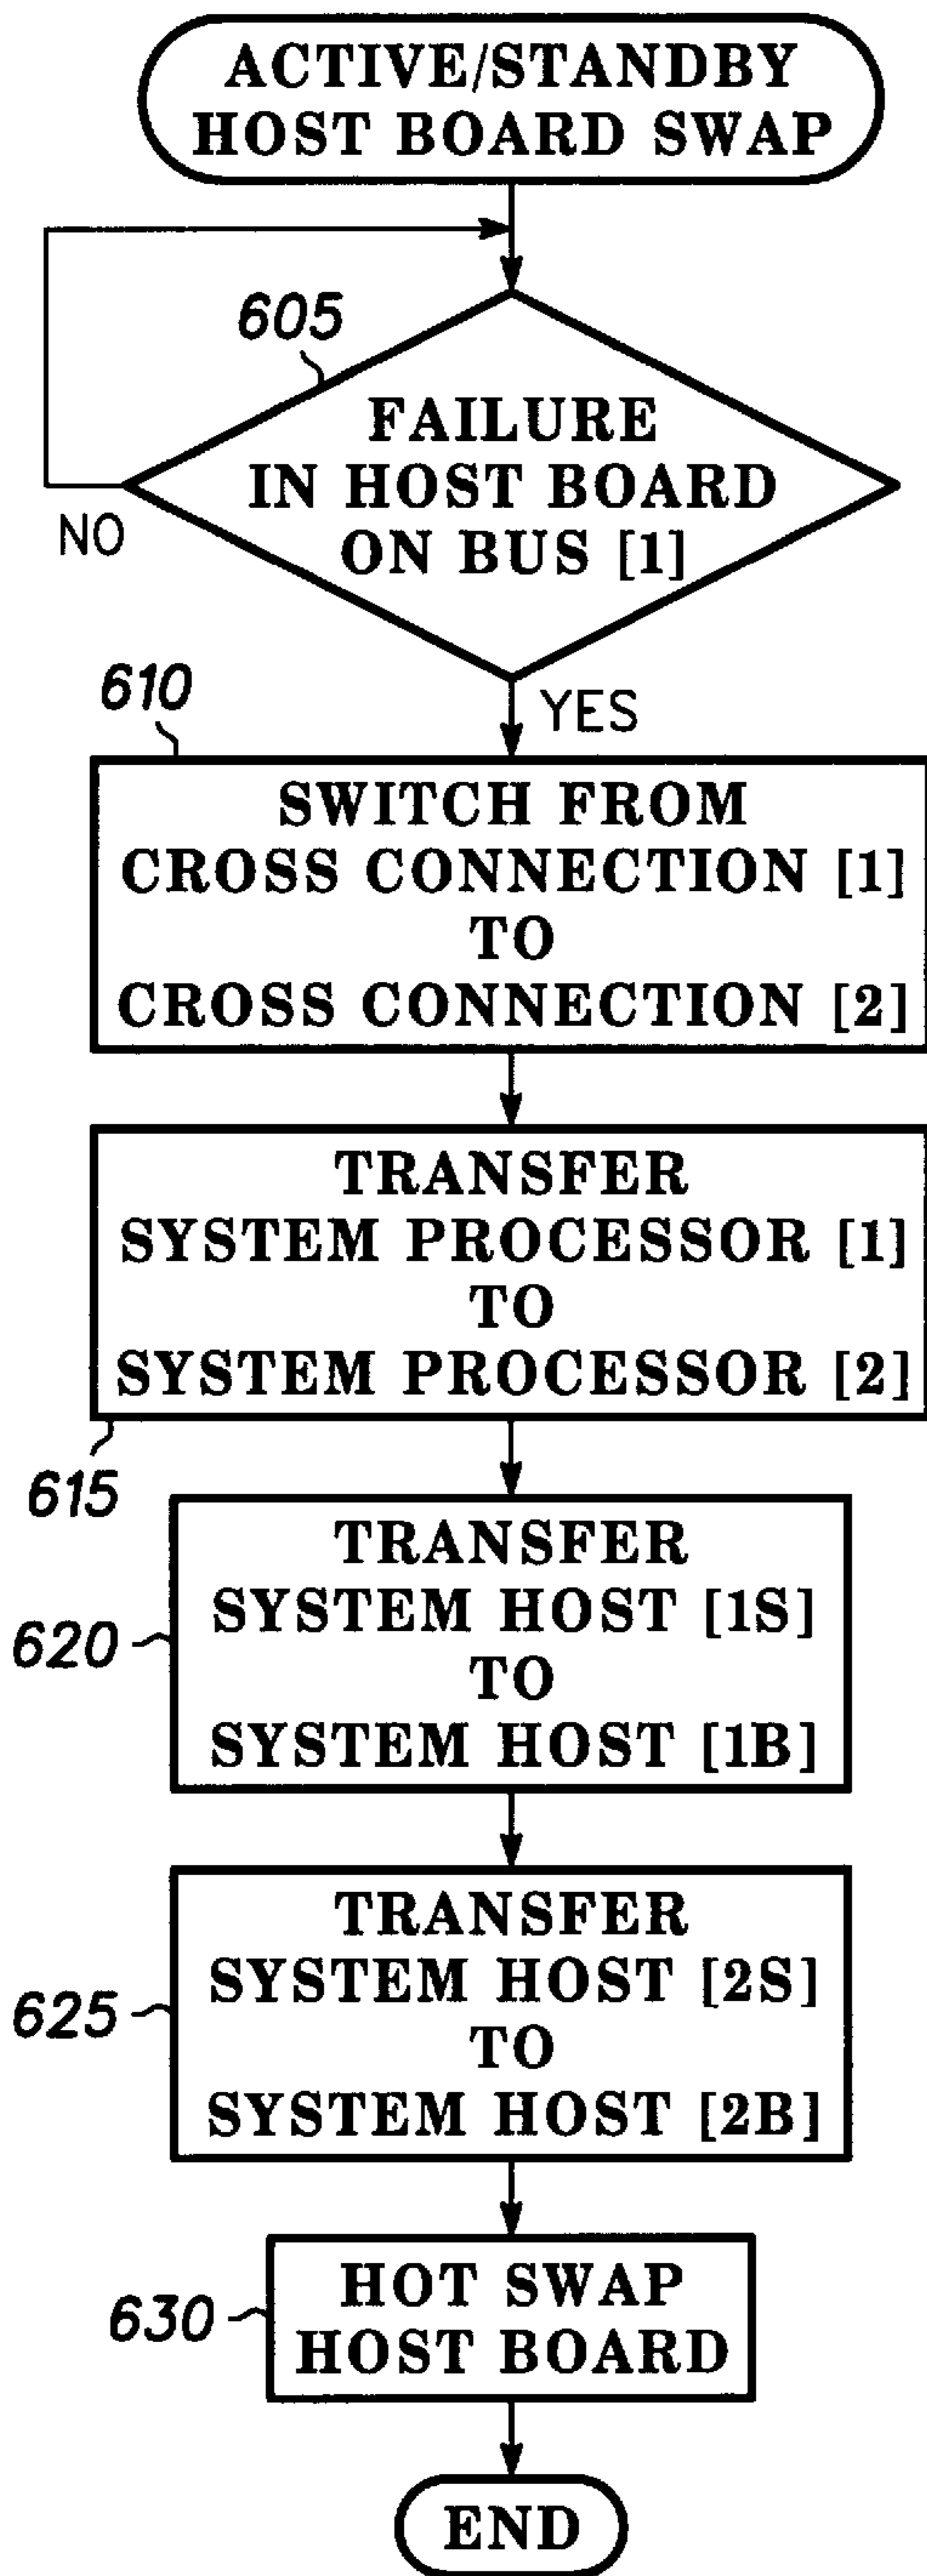 ACTIVE/STANDBY
HOST BOARD SWAP
605
FAILURE
IN HOST BOARD
ON BUS [1]
NO
YES
610
SWITCH FROM
CROSS CONNECTION [1]
TO
CROSS CONNECTION [2]
TRANSFER
SYSTEM PROCESSOR [1]
TO
SYSTEM PROCESSOR [2]
615
TRANSFER
SYSTEM HOST [1S]
TO
SYSTEM HOST [1B]
620
TRANSFER
SYSTEM HOST [2S]
TO
SYSTEM HOST [2B]
625
HOT SWAP
HOST BOARD
630
END